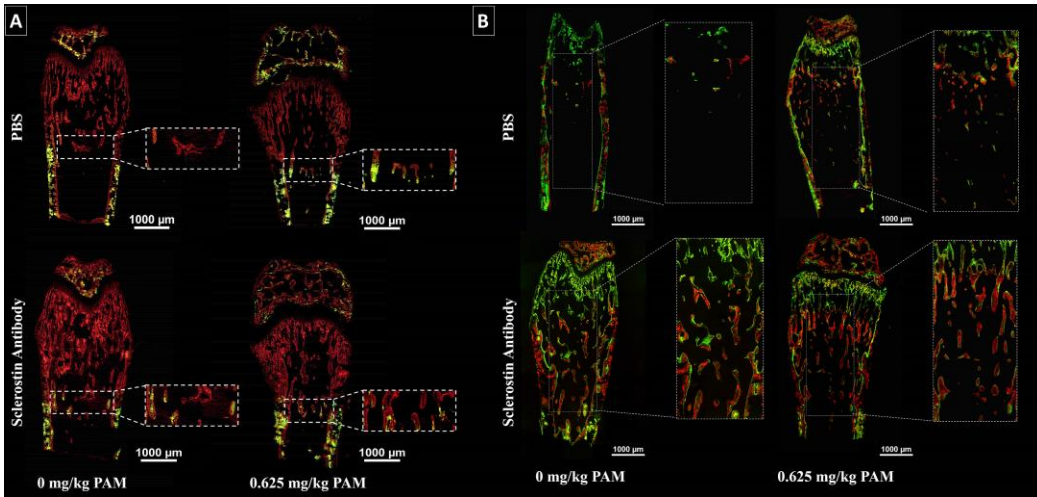 A
B
PBS
PBS
1000 µm
1000 µm
1000 µm
1000 µm
Sclerostin Antibody
Sclerostin Antibody
1000 µm
1000 µm
1000 µm
1000 µm
0 mg/kg PAM
0.625 mg/kg PAM
0 mg/kg PAM
0.625 mg/kg PAM